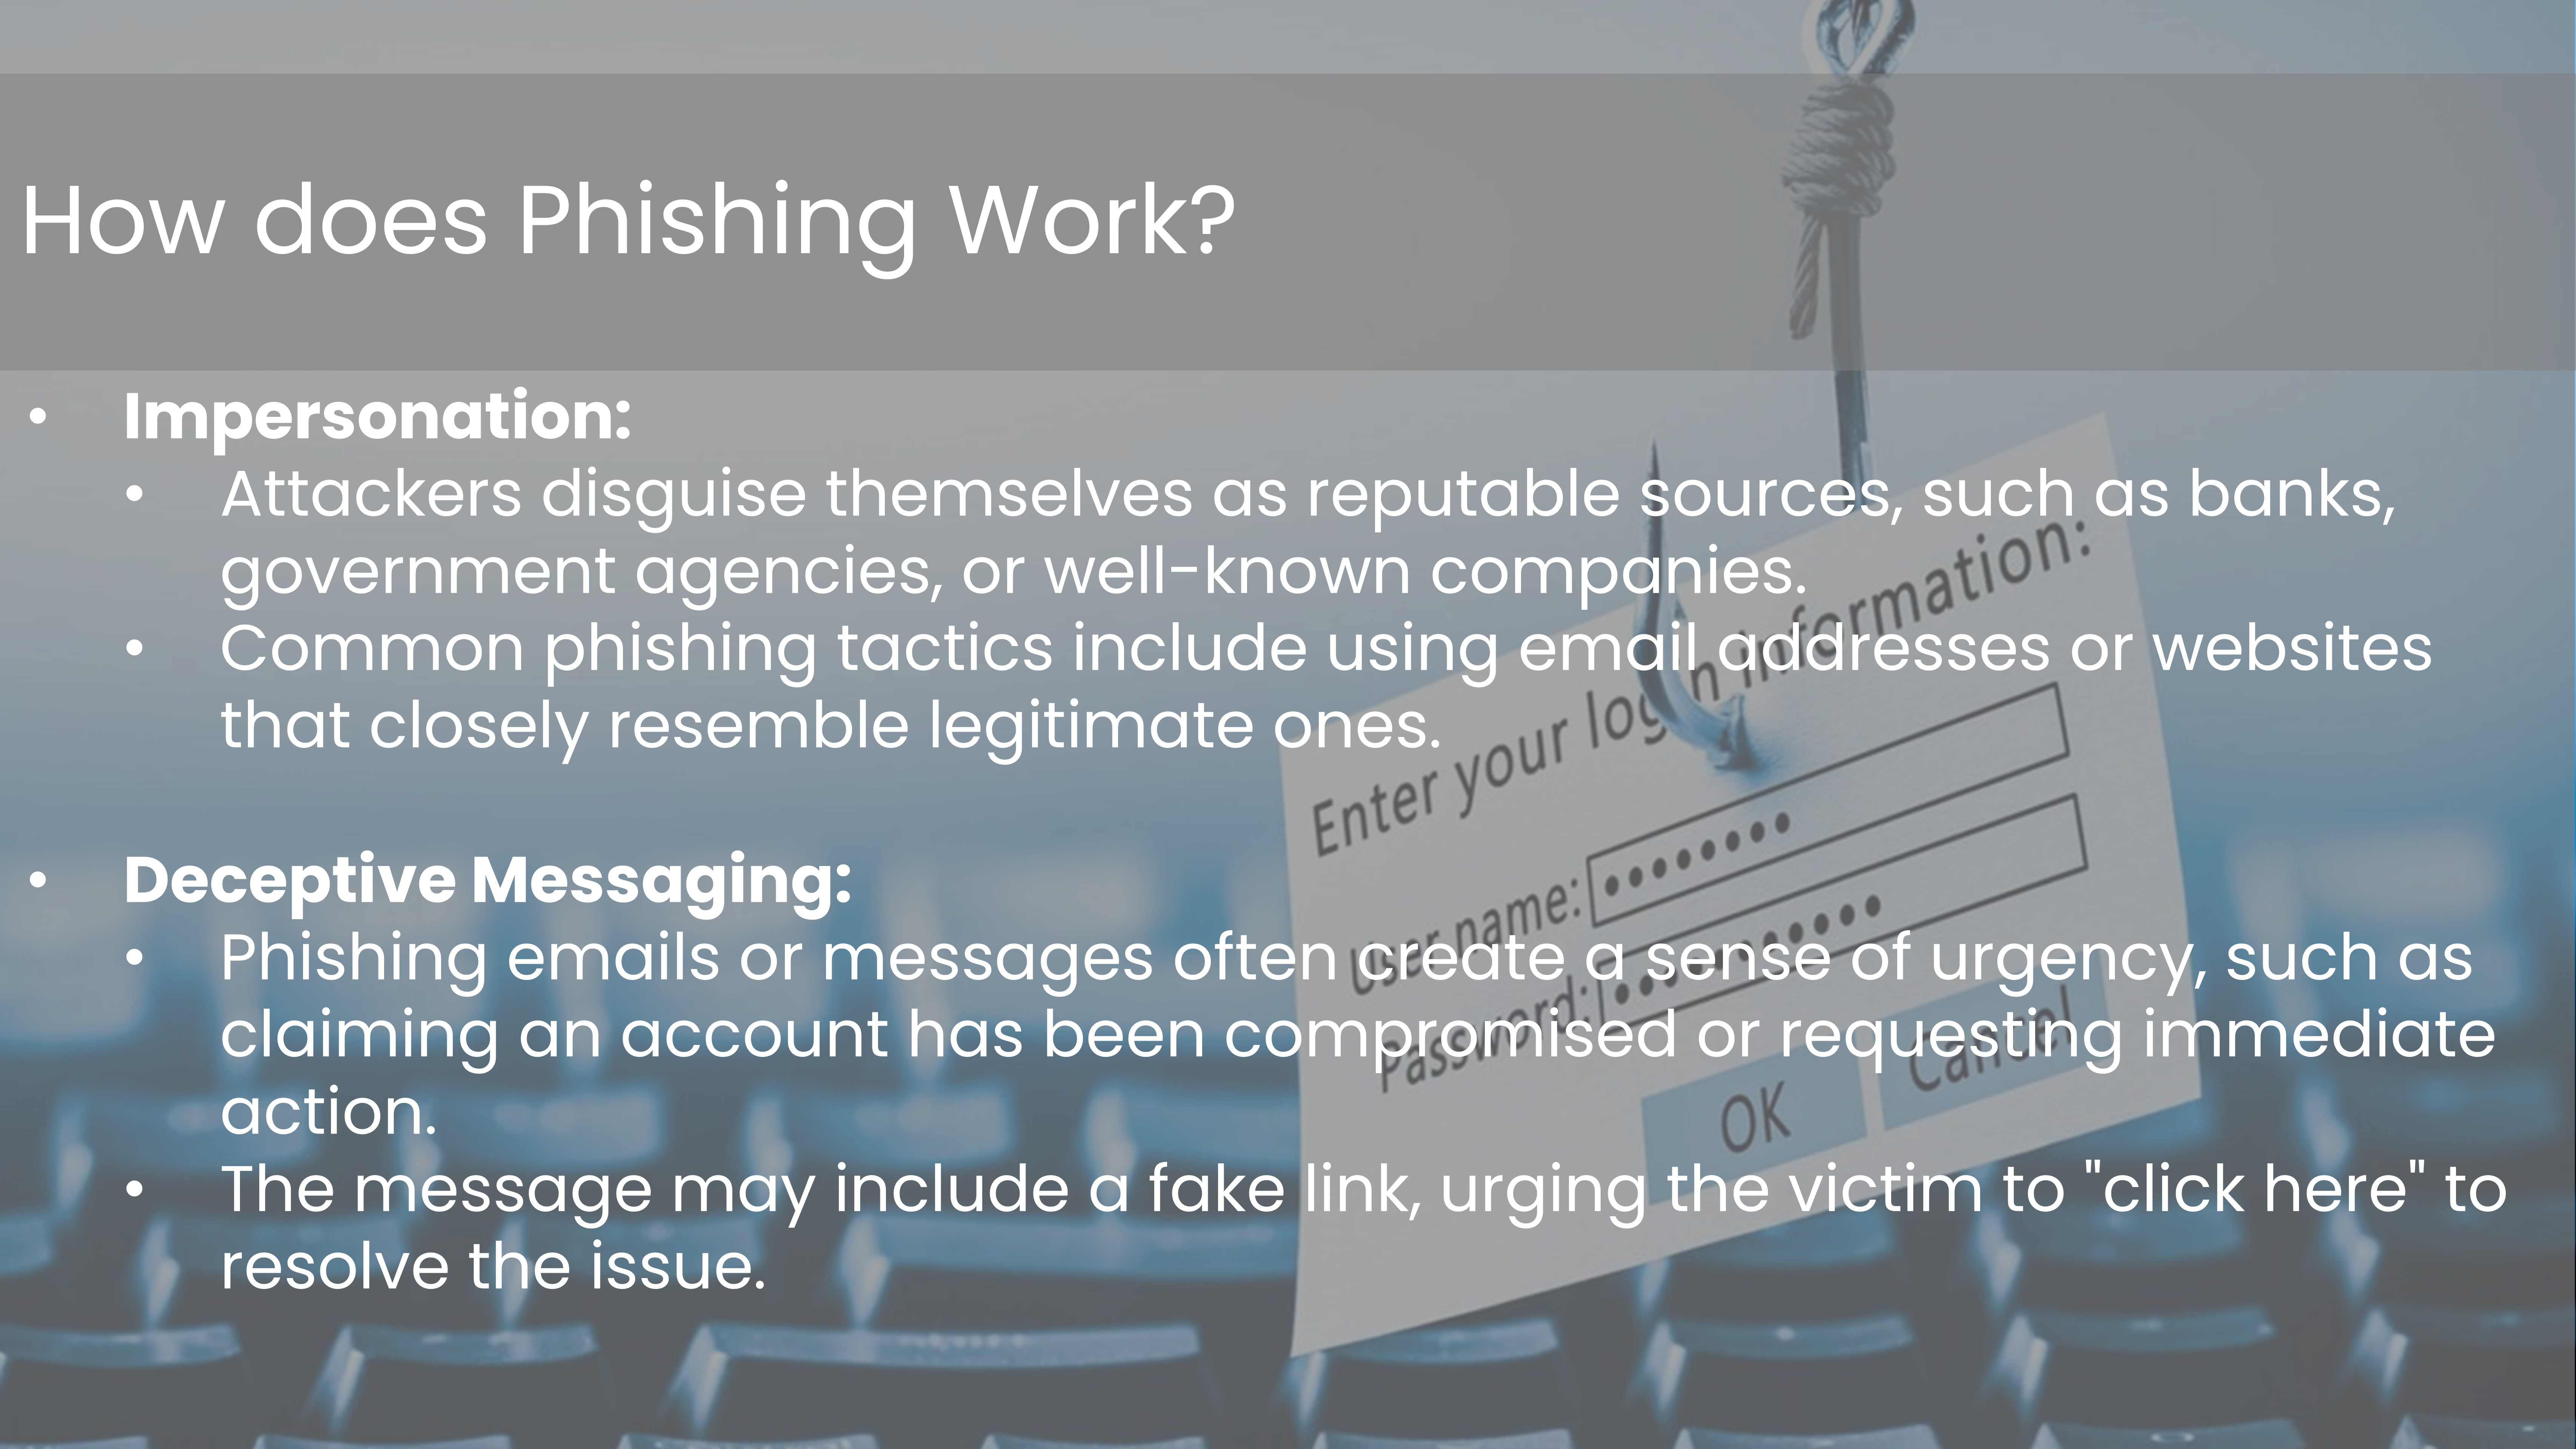 How does Phishing Work?
• Impersonation:
• Attackers disguise themselves as reputable sources, such as banks,
government agencies, or well-known companies.
• Common phishing tactics include using email addresses or websites
that closely resemble legitimate ones.
• Deceptive Messaging:
• Phishing emails or messages often create a sense of urgency, such as
claiming an account has been compromised or requesting immediate
action.
• The message may include a fake link, urging the victim to "click here" to
resolve the issue.
Enter your login information:
User name: ••••••••
Password: ••••••••••••
OK Cancel